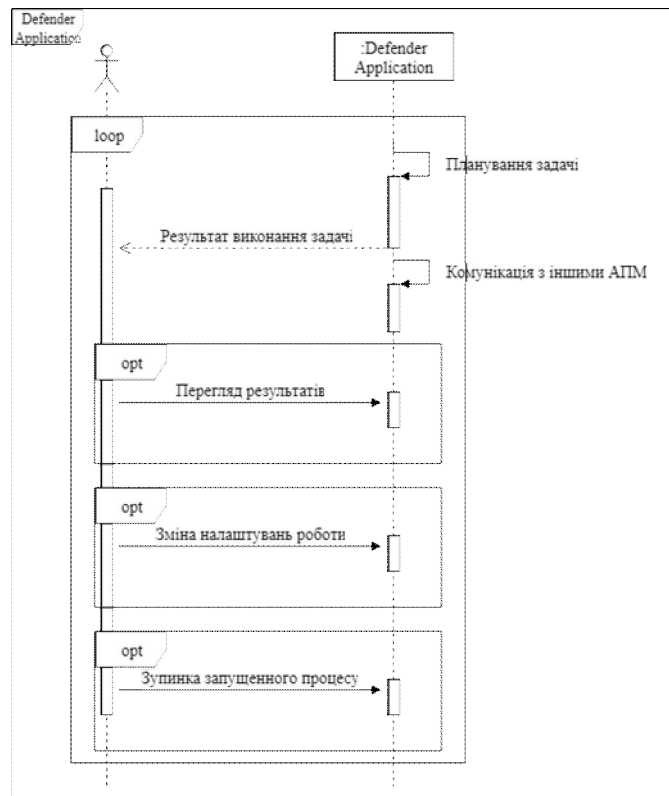 Defender
Application
:Defender
Application
loop
Планування задачі
Результат виконання задачі
Комунікація з іншими АПМ
opt
Перегляд результатів
opt
Зміна налаштувань роботи
opt
Зупинка запущенного процесу